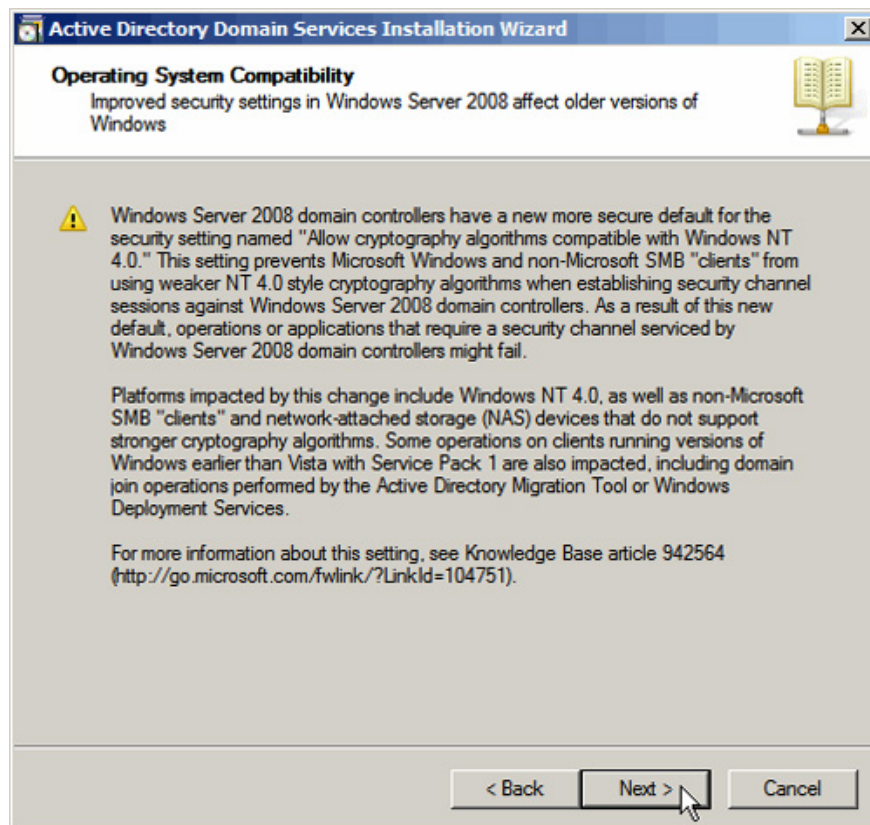 Active Directory Domain Services Installation Wizard
Operating System Compatibility
Improved security settings in Windows Server 2008 affect older versions of
Windows
Windows Server 2008 domain controllers have a new more secure default for the
security setting named "Allow cryptography algorithms compatible with Windows NT
4.0." This setting prevents Microsoft Windows and non-Microsoft SMB "clients" from
using weaker NT 4.0 style cryptography algorithms when establishing security channel
sessions against Windows Server 2008 domain controllers. As a result of this new
default, operations or applications that require a security channel serviced by
Windows Server 2008 domain controllers might fail.
Platforms impacted by this change include Windows NT 4.0, as well as non-Microsoft
SMB "clients" and network-attached storage (NAS) devices that do not support
stronger cryptography algorithms. Some operations on clients running versions of
Windows earlier than Vista with Service Pack 1 are also impacted, including domain
join operations performed by the Active Directory Migration Tool or Windows
Deployment Services.
For more information about this setting, see Knowledge Base article 942564
(http://go.microsoft.com/fwlink/?LinkId=104751).
< Back Next > Cancel